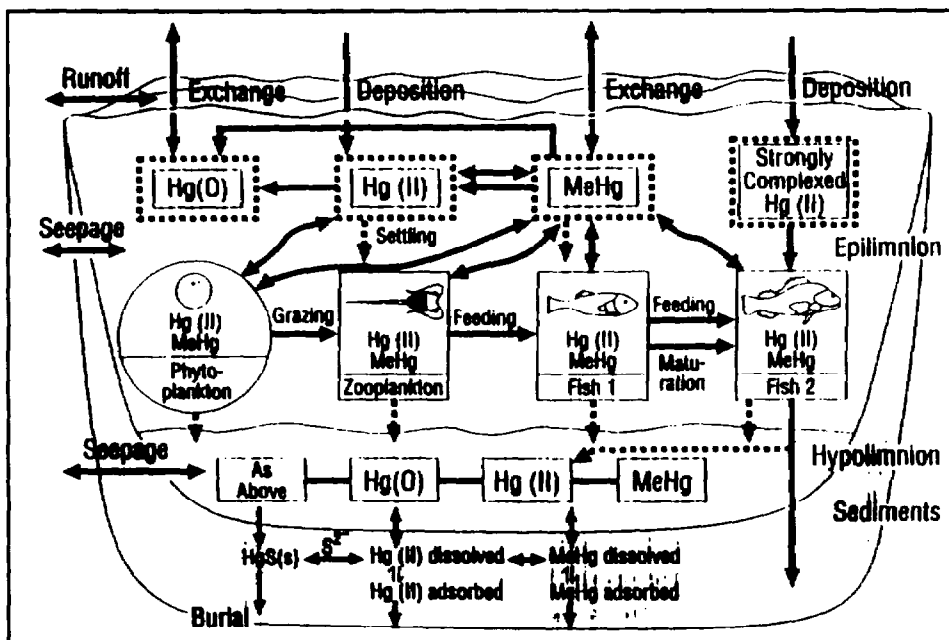 Runoff
Exchange
Deposition
Exchange
Deposition
Hg(O)
Hg (II)
MeHg
Strongly
Complexed
Hg (II)
Seepage
Settling
Epilimnion
Hg (II)
MeHg
Phyto-
plankton
Grazing
Hg (II)
MeHg
Zooplankton
Feeding
Hg (II)
MeHg
Fish 1
Feeding
Matu-
ration
Hg (II)
MeHg
Fish 2
Seepage
Hypolimnion
As
Above
Hg(O)
Hg (II)
MeHg
Sediments
HgS(s)
S²⁻
Hg (II) dissolved
MeHg dissolved
Hg (II) adsorbed
MeHg adsorbed
Burial